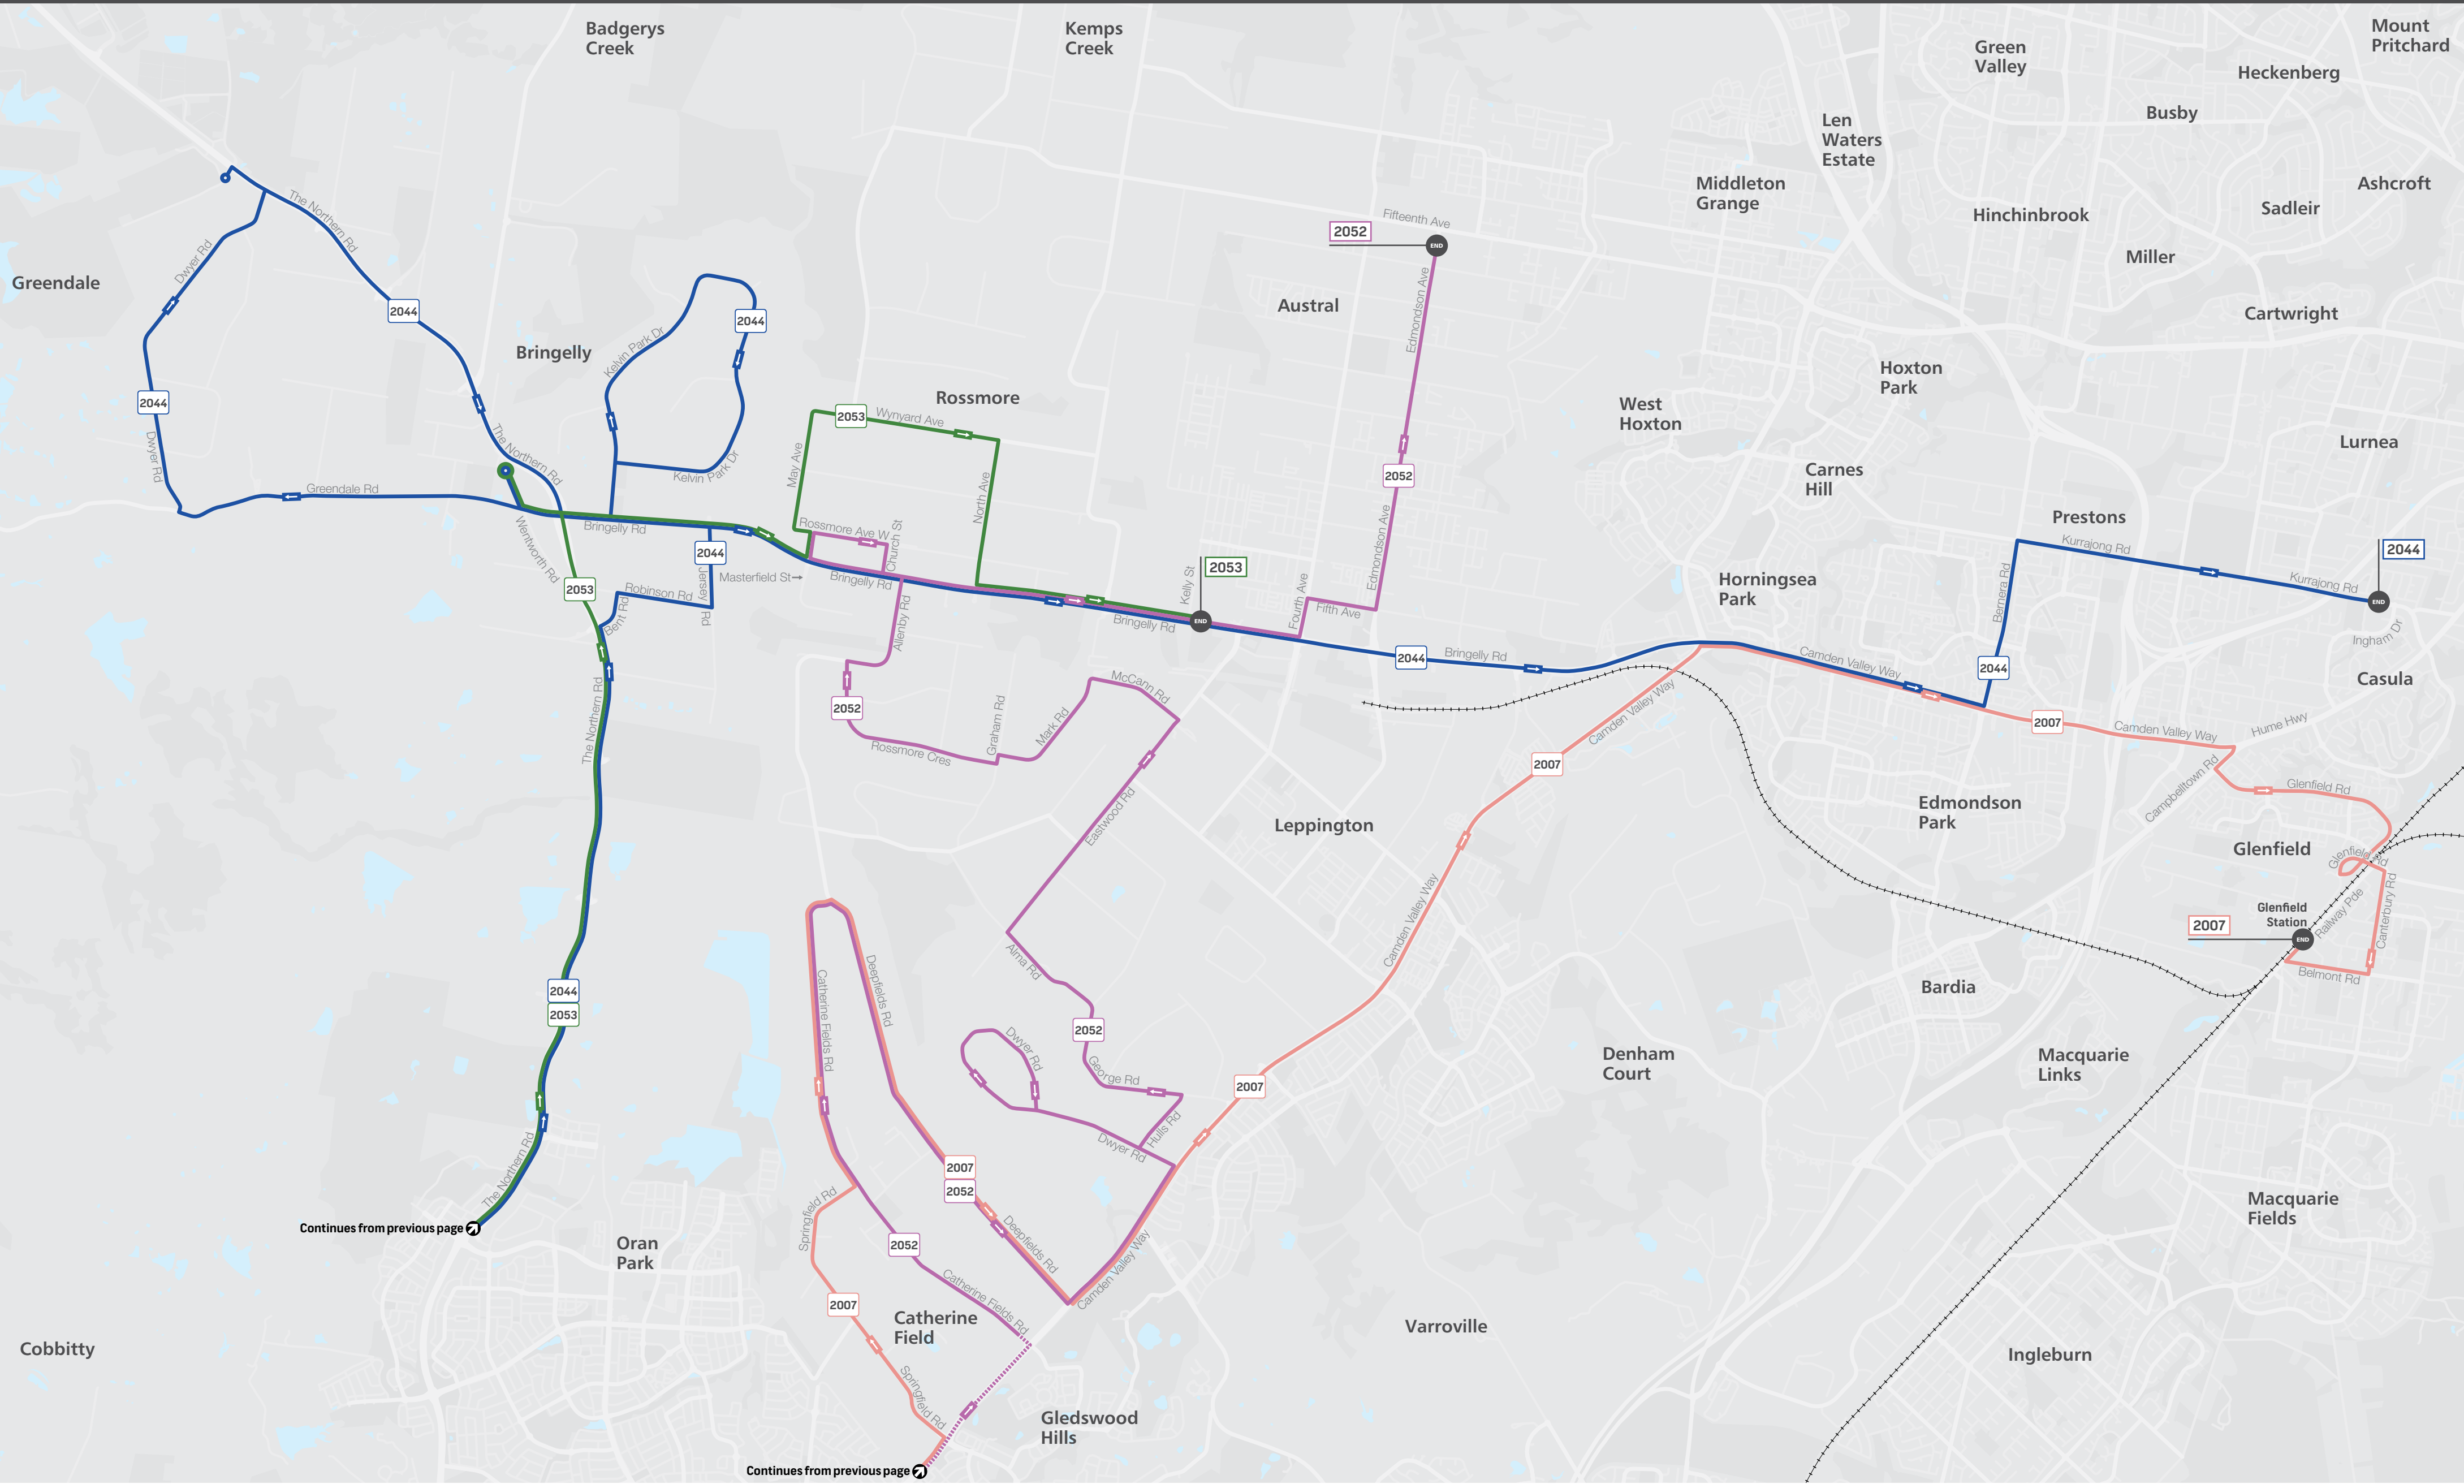 Badgerys
Creek
Kemps
Creek
Green
Valley
Mount
Pritchard
Heckenberg
Busby
Len
Waters
Estate
Middleton
Grange
Ashcroft
Sadleir
Hinchinbrook
Miller
Cartwright
Greendale
The Northern Rd
Dwyer Rd
2044
Bringelly
Kelvin Park Dr
2044
2052
Fifteenth Ave
END
Austral
Edmondson Ave
Hoxton
Park
West
Hoxton
Lurnea
2044
Dwyer Rd
The Northern Rd
Kelvin Park Dr
Rossmore
2053
Wynyard Ave
May Ave
North Ave
2052
Edmondson Ave
Carnes
Hill
Prestons
Greendale Rd
Wentworth Rd
Bringelly Rd
Rossmore Ave W
Church St
Masterfield St
Bringelly Rd
2044
Jersey Rd
Robinson Rd
Bent Rd
2053
Allenby Rd
Kelly St
2053
END
Bringelly Rd
Fourth Ave
Fifth Ave
Horningsea
Park
Bernera Rd
Kurrajong Rd
Kurrajong Rd
2044
END
Ingham Dr
Casula
2044
Bringelly Rd
Camden Valley Way
2044
2007
Camden Valley Way
Hume Hwy
Campbelltown Rd
Glenfield Rd
The Northern Rd
2052
Rossmore Cres
Graham Rd
Mark Rd
McCann Rd
Eastwood Rd
Leppington
2007
Camden Valley Way
Edmondson
Park
Glenfield
Glenfield Rd
Railway Pde
Canterbury Rd
Glenfield
Station
2007
END
Belmont Rd
Camden Valley Way
Bardia
Alma Rd
2044
2053
Catherine Fields Rd
Deepfields Rd
2052
Dwyer Rd
George Rd
2007
Denham
Court
Macquarie
Links
Hulls Rd
Dwyer Rd
The Northern Rd
Continues from previous page
2007
2052
Springfield Rd
Deepfields Rd
Camden Valley Way
Macquarie
Fields
Oran
Park
2052
Catherine Fields Rd
2007
Catherine
Field
Varroville
Cobbitty
Ingleburn
Springfield Rd
Gledswood
Hills
Continues from previous page